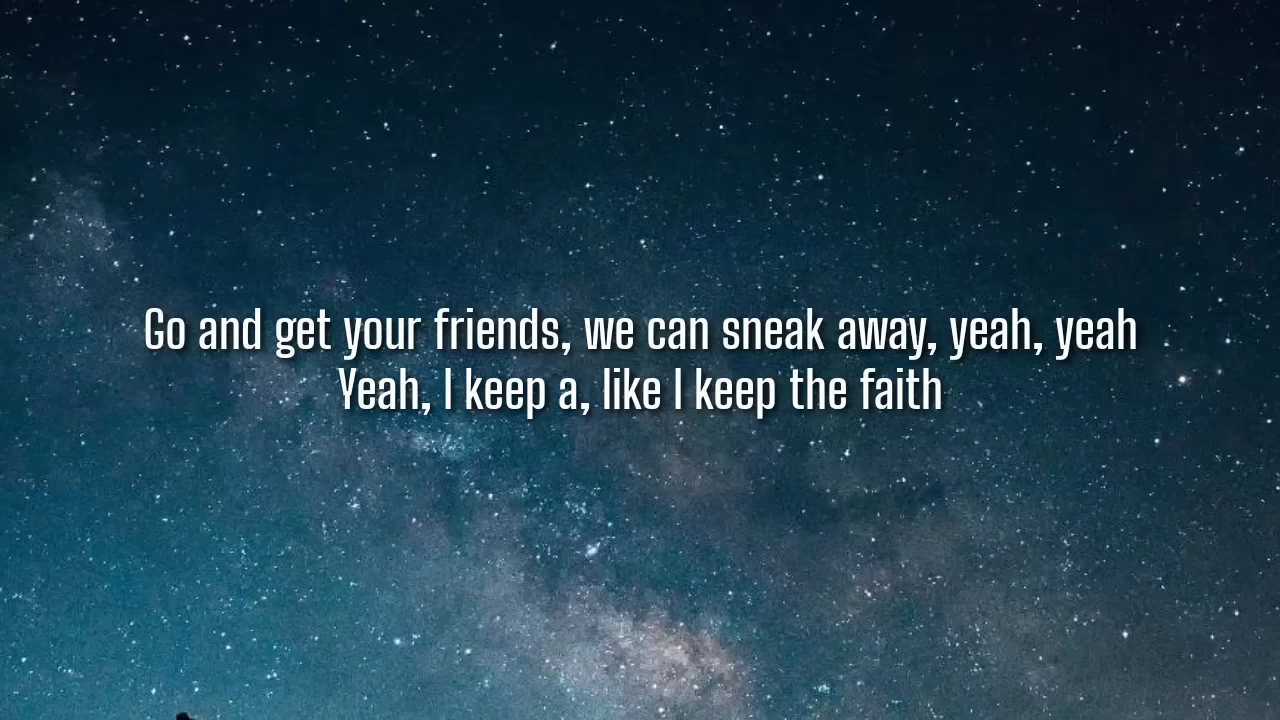 Go and get your friends, we can sneak away, yeah, yeah
Yeah, I keep a, like I keep the faith